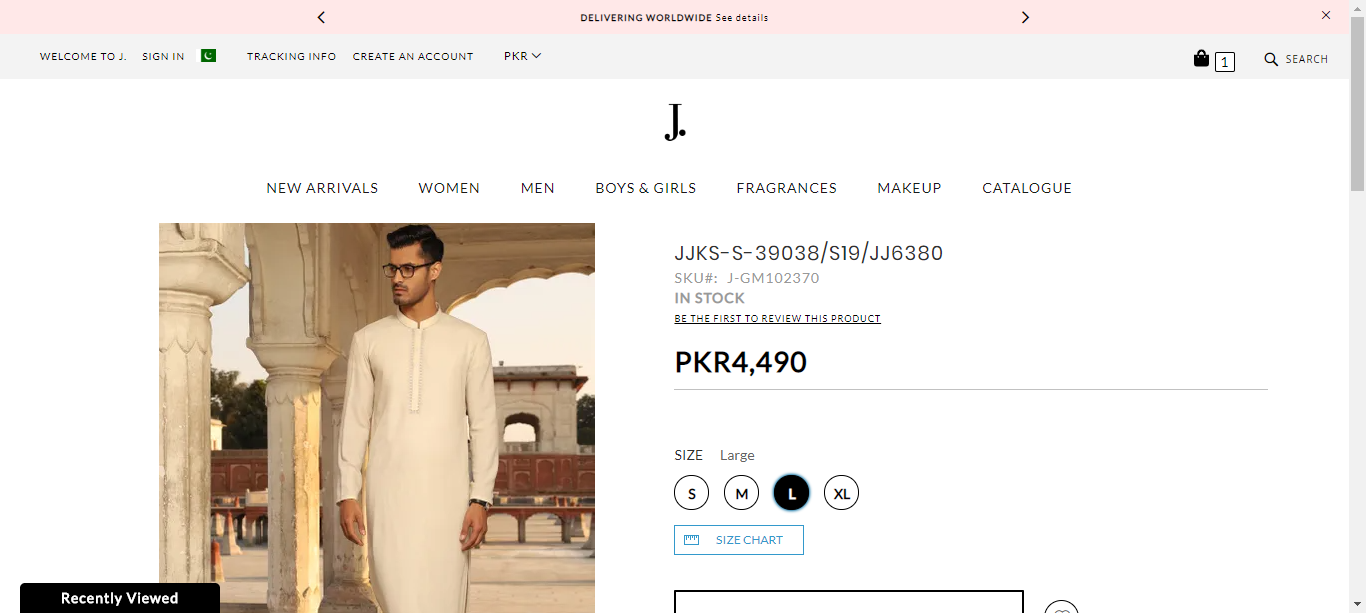 DELIVERING WORLDWIDE See details
WELCOME TO J. SIGN IN TRACKING INFO CREATE AN ACCOUNT PKR 1 SEARCH
J.
NEW ARRIVALS WOMEN MEN BOYS & GIRLS FRAGRANCES MAKEUP CATALOGUE
JJKS-S-39038/S19/JJ6380
SKU#: J-GM102370
IN STOCK
BE THE FIRST TO REVIEW THIS PRODUCT
PKR4,490
SIZE Large
S M L XL
SIZE CHART
Recently Viewed